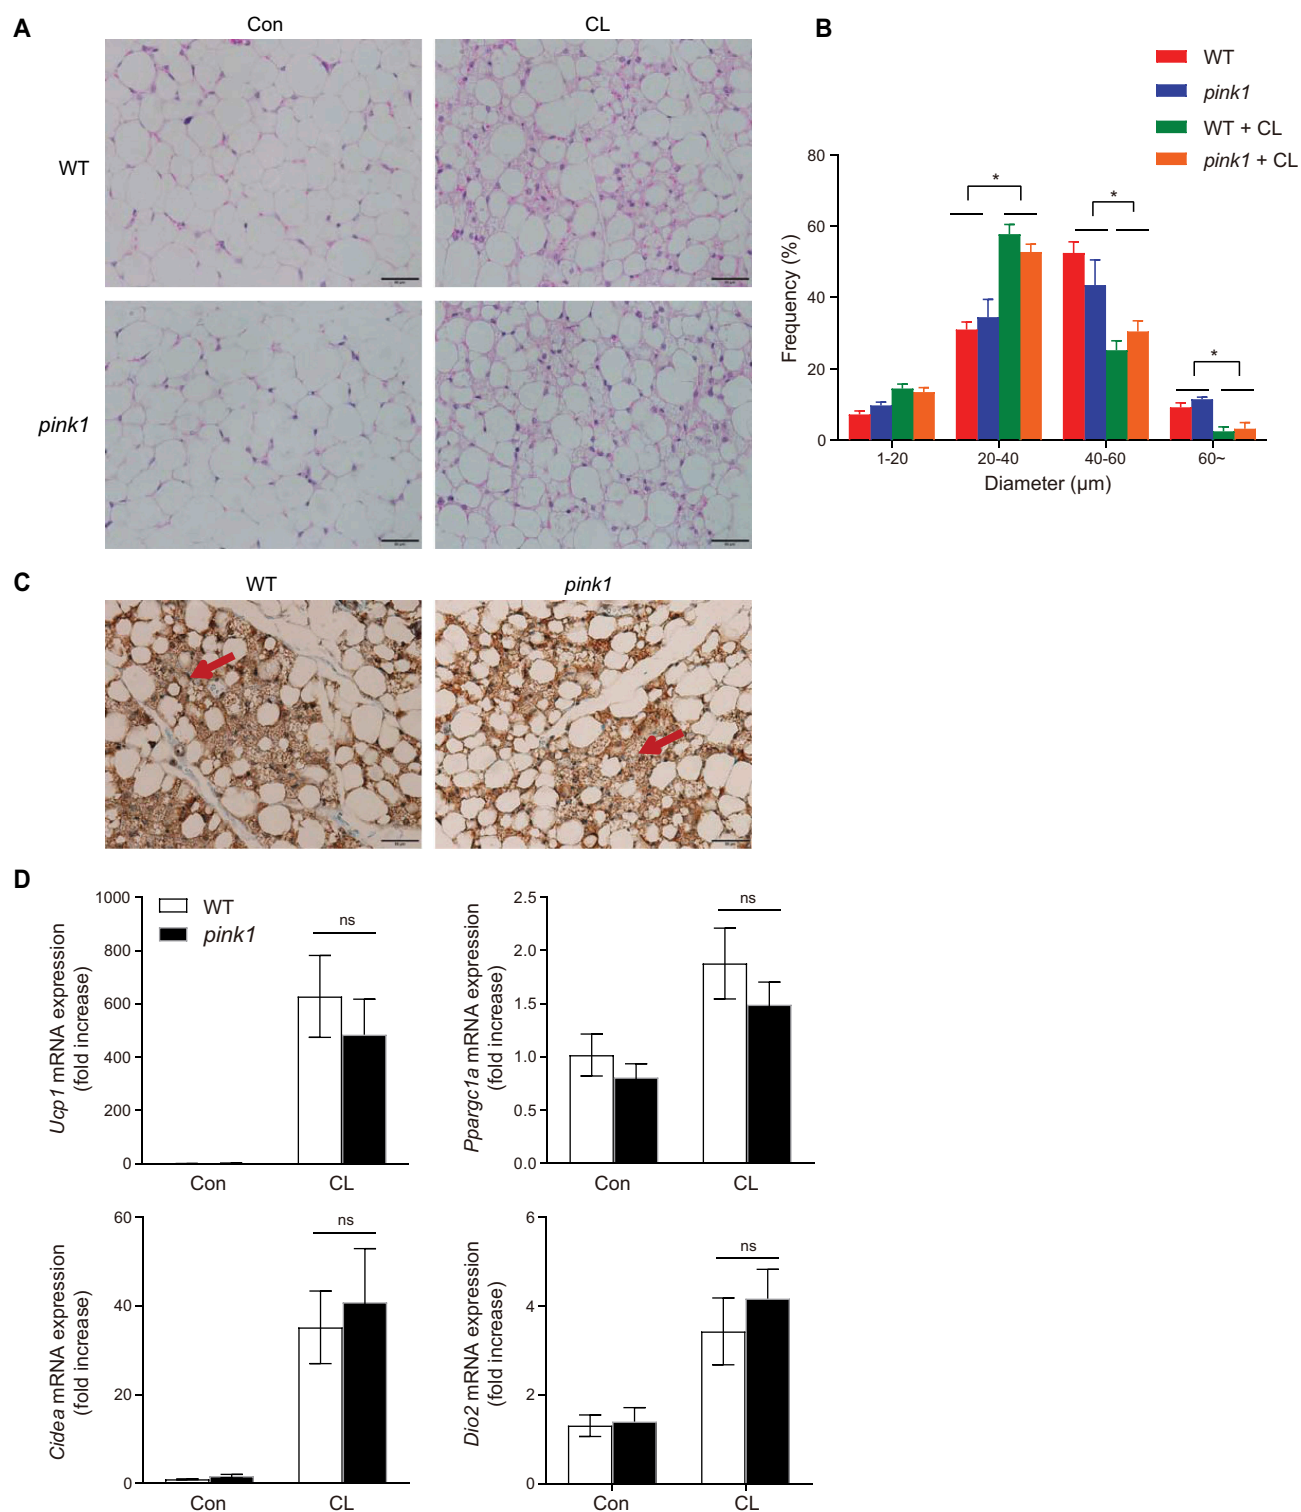 A
Con
CL
WT
pink1
B
WT
pink1
WT + CL
pink1 + CL
Frequency (%)
80
60
40
20
0
*
*
*
1-20
20-40
40-60
60~
Diameter (µm)
C
WT
pink1
D
Ucp1 mRNA expression
(fold increase)
1000
800
600
400
200
0
WT
pink1
ns
Con
CL
Ppargc1a mRNA expression
(fold increase)
2.5
2.0
1.5
1.0
0.5
0.0
ns
Con
CL
Cidea mRNA expression
(fold increase)
60
40
20
0
ns
Con
CL
Dio2 mRNA expression
(fold increase)
6
4
2
0
ns
Con
CL